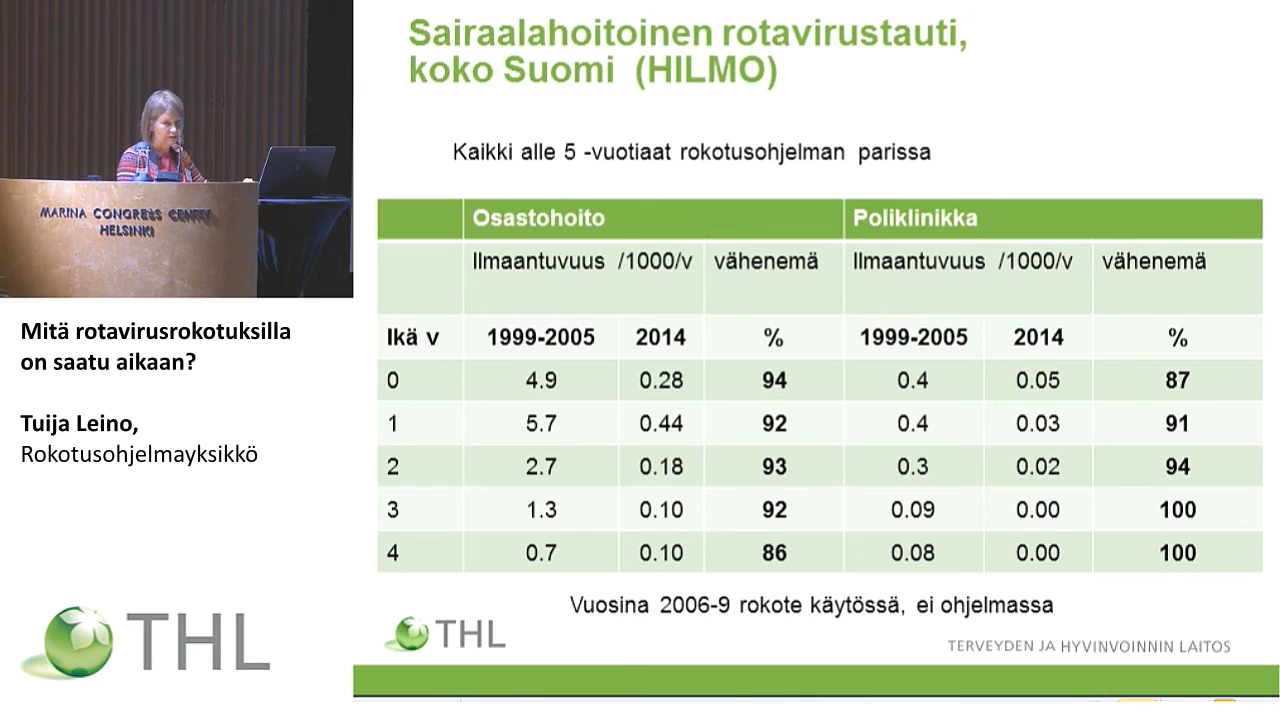 MARINA CONGRESS CENTER
HELSINKI
Mitä rotavirusrokotuksilla
on saatu aikaan?
Tuija Leino,
Rokotusohjelmayksikkö
THL
Sairaalahoitoinen rotavirustauti,
koko Suomi (HILMO)
Kaikki alle 5 -vuotiaat rokotusohjelman parissa
Osastohoito Poliklinikka
Ilmaantuvuus /1000/v vähenemä Ilmaantuvuus /1000/v vähenemä
Ikä v 1999-2005 2014 % 1999-2005 2014 %
0 4.9 0.28 94 0.4 0.05 87
1 5.7 0.44 92 0.4 0.03 91
2 2.7 0.18 93 0.3 0.02 94
3 1.3 0.10 92 0.09 0.00 100
4 0.7 0.10 86 0.08 0.00 100
Vuosina 2006-9 rokote käytössä, ei ohjelmassa
THL
TERVEYDEN JA HYVINVOINNIN LAITOS